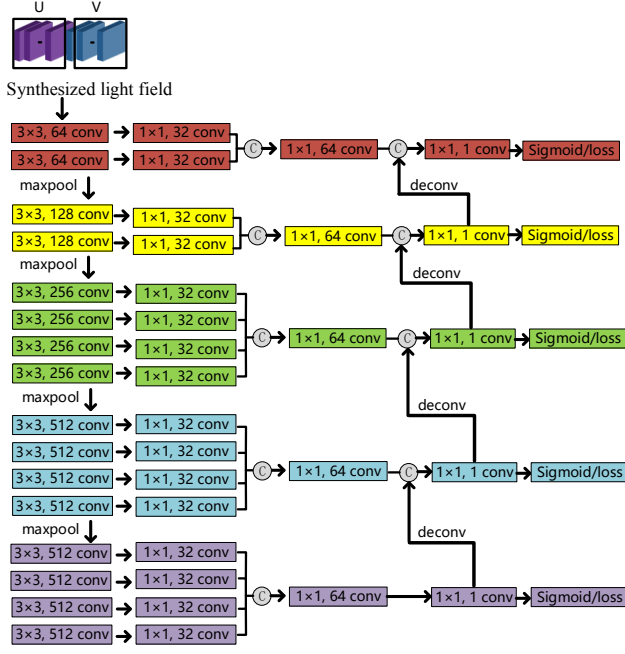 U V
Synthesized light field
3×3, 64 conv 1×1, 32 conv C 1×1, 64 conv C 1×1, 1 conv Sigmoid/loss
3×3, 64 conv 1×1, 32 conv
maxpool deconv
3×3, 128 conv 1×1, 32 conv C 1×1, 64 conv C 1×1, 1 conv Sigmoid/loss
3×3, 128 conv 1×1, 32 conv
maxpool deconv
3×3, 256 conv 1×1, 32 conv
3×3, 256 conv 1×1, 32 conv C 1×1, 64 conv C 1×1, 1 conv Sigmoid/loss
3×3, 256 conv 1×1, 32 conv
3×3, 256 conv 1×1, 32 conv
maxpool deconv
3×3, 512 conv 1×1, 32 conv
3×3, 512 conv 1×1, 32 conv C 1×1, 64 conv C 1×1, 1 conv Sigmoid/loss
3×3, 512 conv 1×1, 32 conv
3×3, 512 conv 1×1, 32 conv
maxpool deconv
3×3, 512 conv 1×1, 32 conv
3×3, 512 conv 1×1, 32 conv C 1×1, 64 conv 1×1, 1 conv Sigmoid/loss
3×3, 512 conv 1×1, 32 conv
3×3, 512 conv 1×1, 32 conv